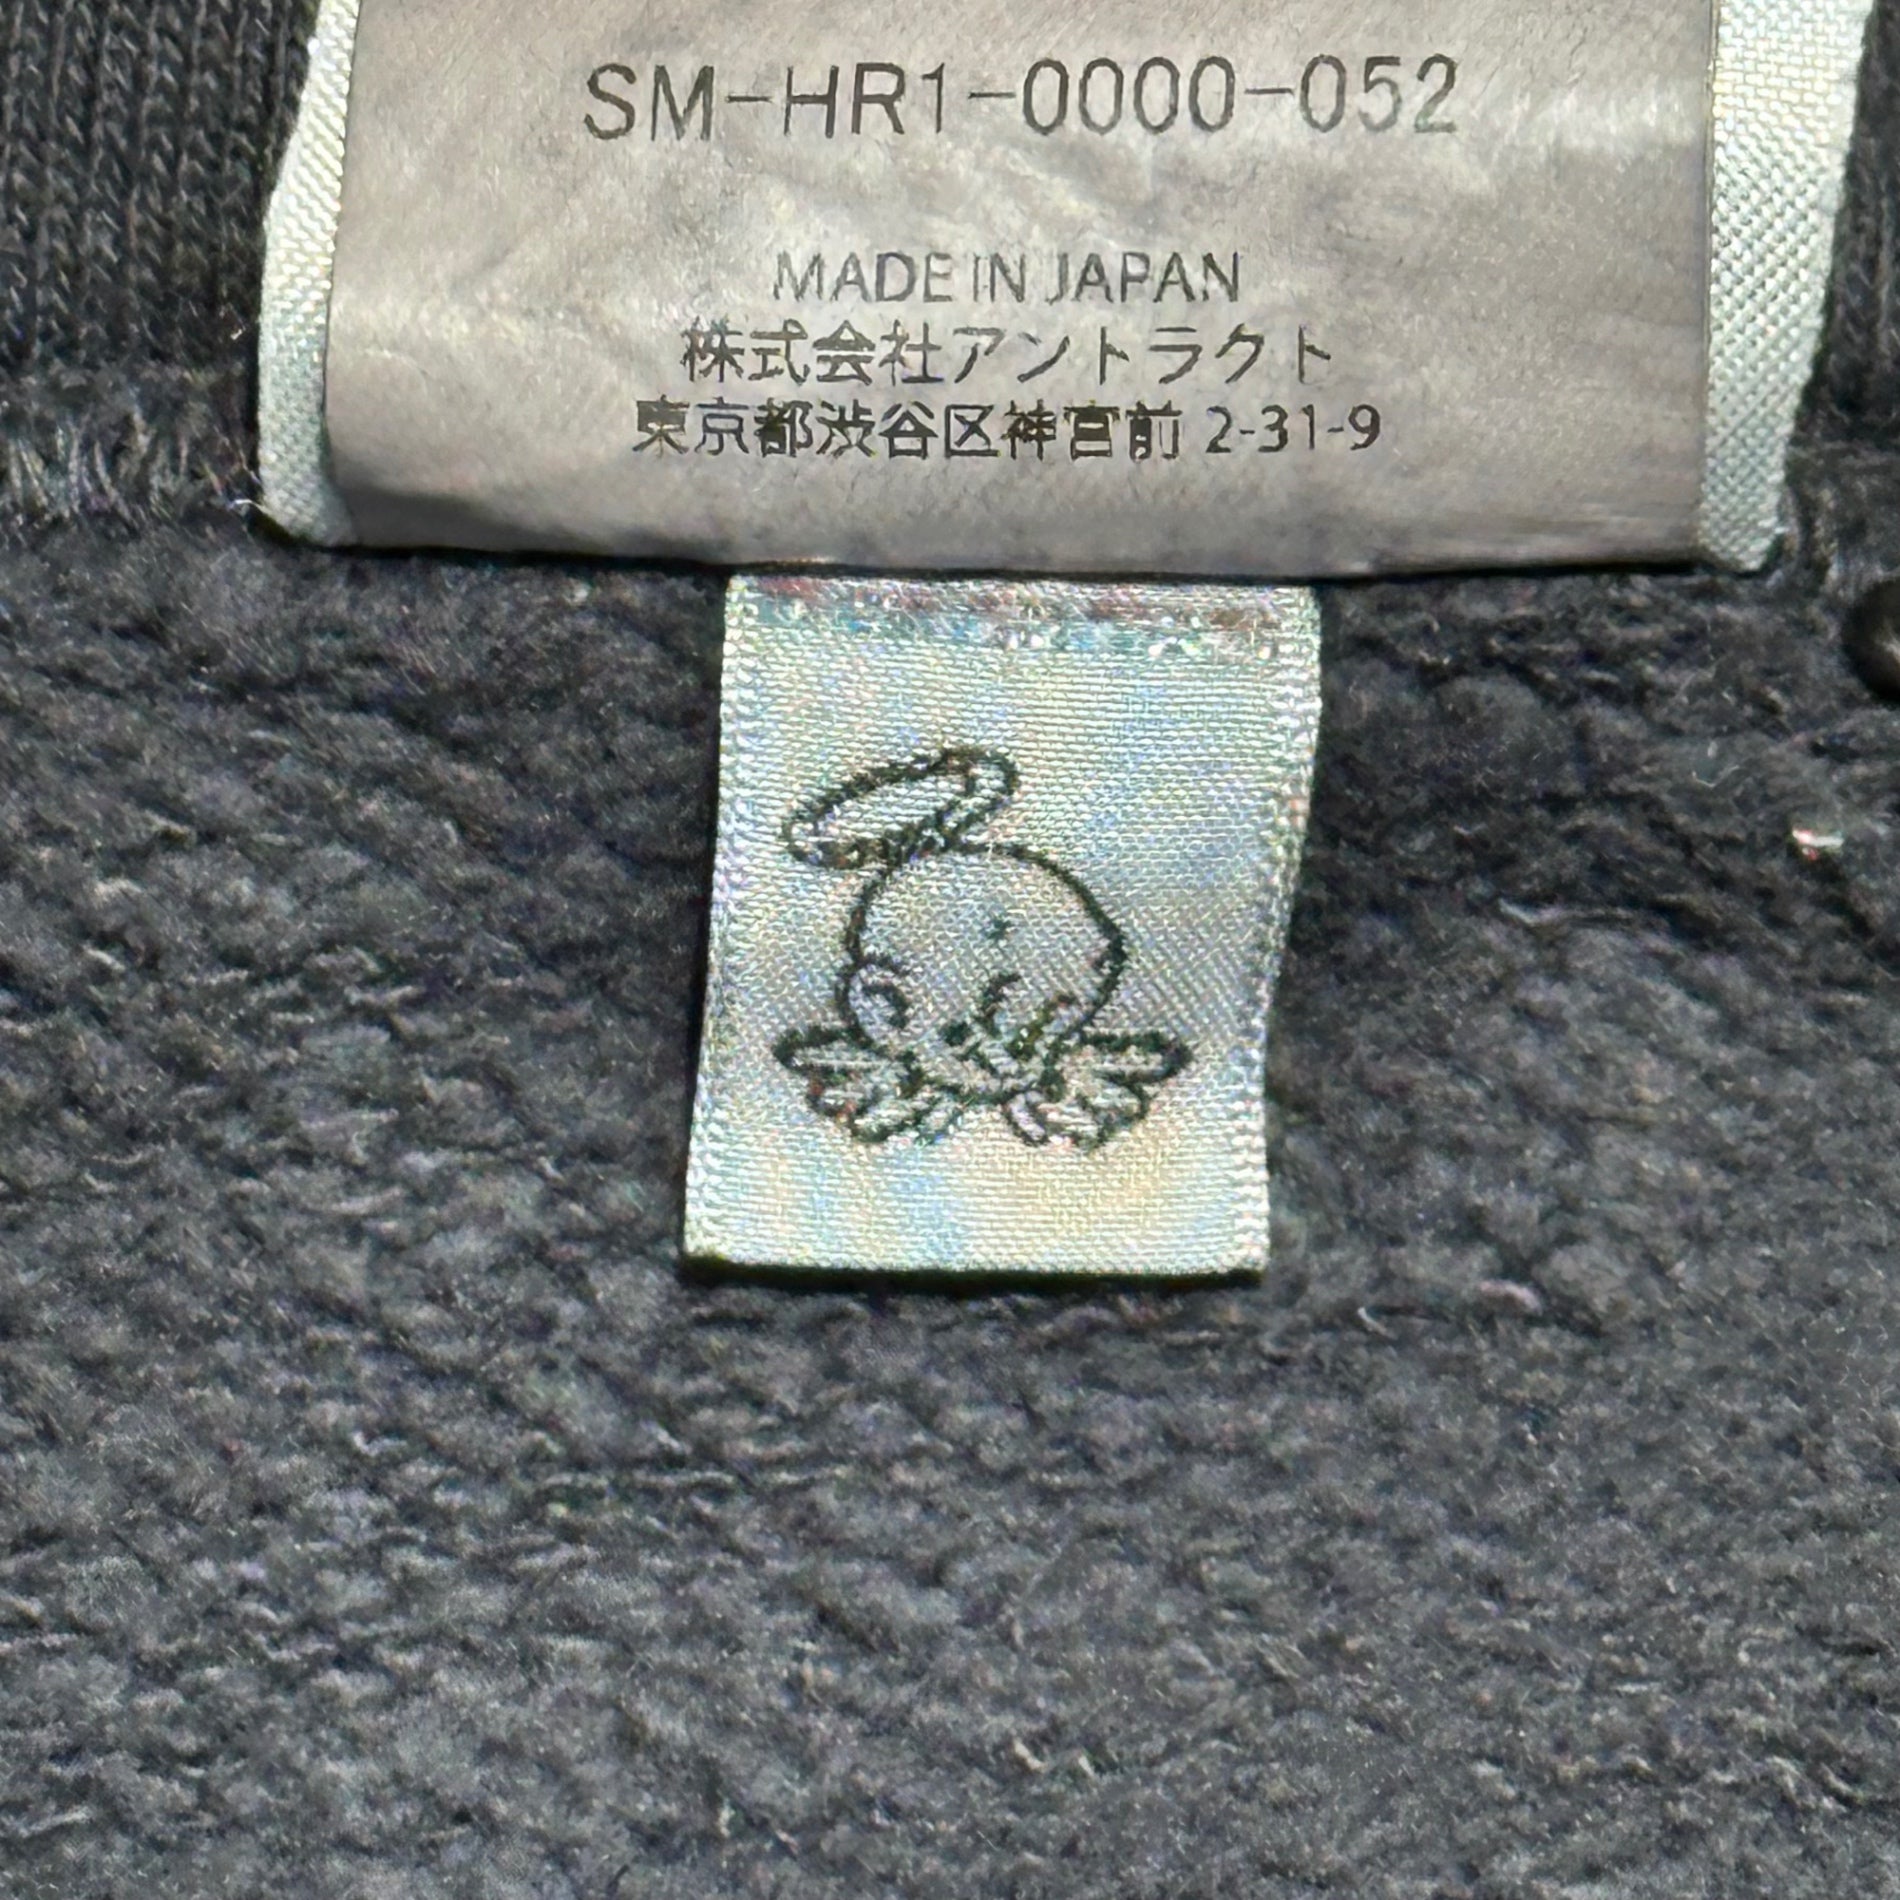 SM-HR1-0000-052
MADE IN JAPAN
株式会社アントラクト
東京都渋谷区神宮前 2-31-9